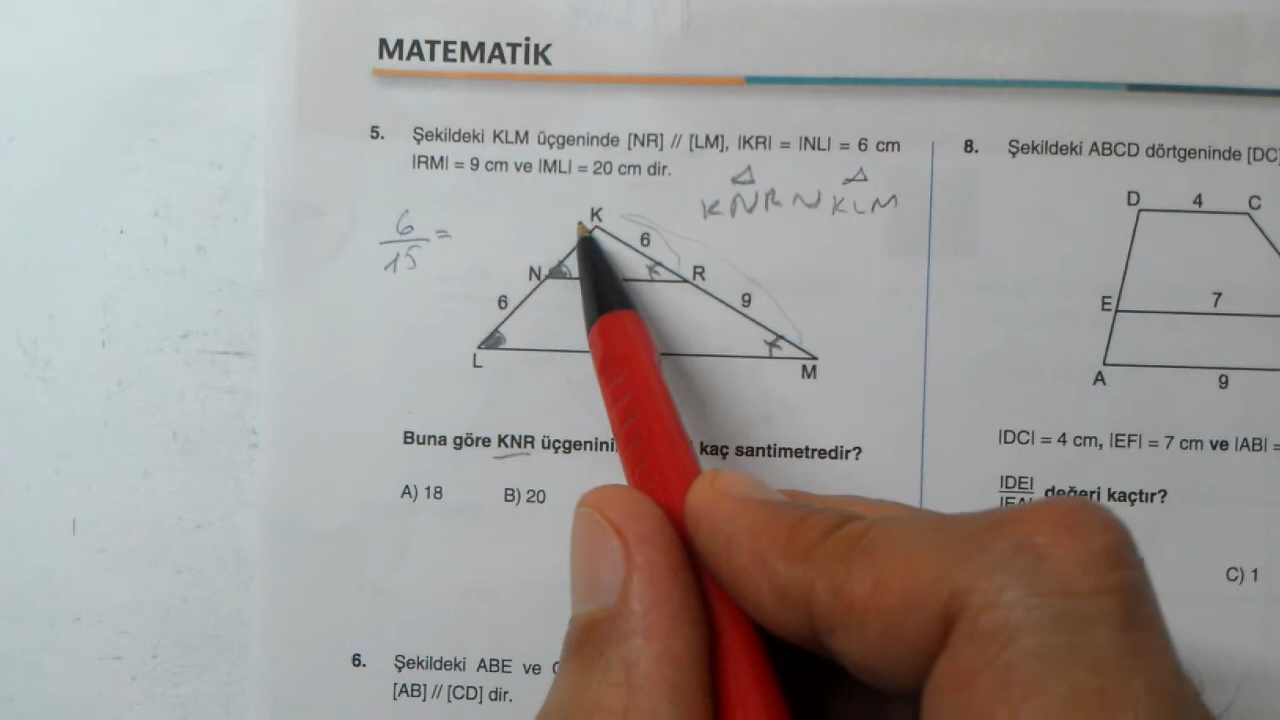 MATEMATİK
5. Şekildeki KLM üçgeninde [NR] // [LM], |KR| = |NL| = 6 cm
|RM| = 9 cm ve |ML| = 20 cm dir.
KNR ~ KLM
6
15
=
K
6
N
R
6
9
L
M
Buna göre KNR kaç santimetredir?
A) 18
B) 20
6. Şekildeki ABE ve
[AB] // [CD] dir.
8. Şekildeki ABCD dörtgeninde [DC
D
4
C
E
7
A
9
|DC| = 4 cm, |EF| = 7 cm ve |AB| =
|DE|
değeri kaçtır?
C) 1